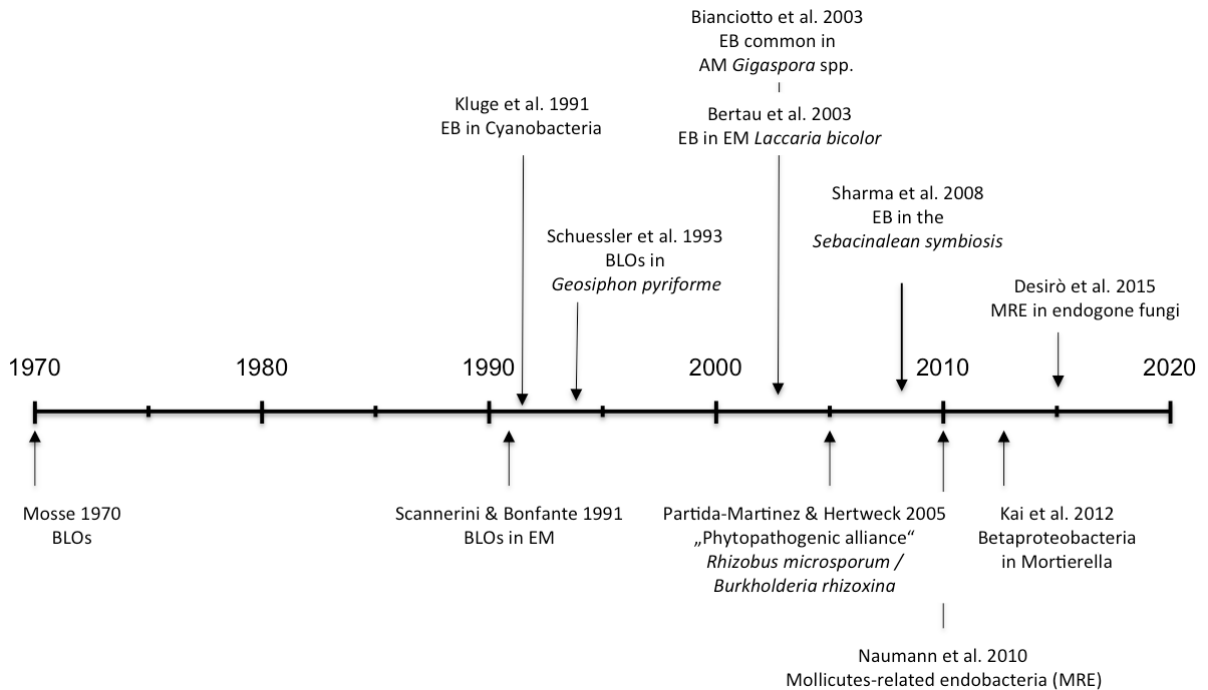 Bianciotto et al. 2003
EB common in
AM Gigaspora spp.
Kluge et al. 1991
EB in Cyanobacteria
Bertau et al. 2003
EB in EM Laccaria bicolor
Sharma et al. 2008
EB in the
Sebacinalean symbiosis
Schuessler et al. 1993
BLOs in
Geosiphon pyriforme
Desirò et al. 2015
MRE in endogone fungi
1970 1980 1990 2000 2010 2020
Mosse 1970
BLOs
Scannerini & Bonfante 1991
BLOs in EM
Partida-Martinez & Hertweck 2005
„Phytopathogenic alliance“
Rhizobus microsporum /
Burkholderia rhizoxina
Kai et al. 2012
Betaproteobacteria
in Mortierella
Naumann et al. 2010
Mollicutes-related endobacteria (MRE)